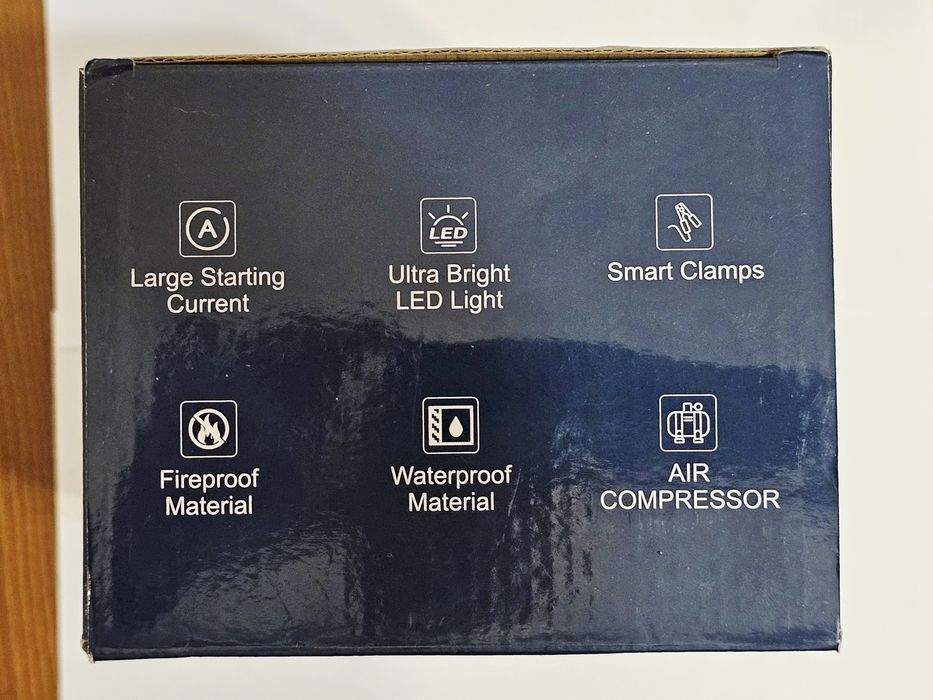 A
Large Starting
Current
LED
Ultra Bright
LED Light
Smart Clamps
Fireproof
Material
Waterproof
Material
AIR
COMPRESSOR